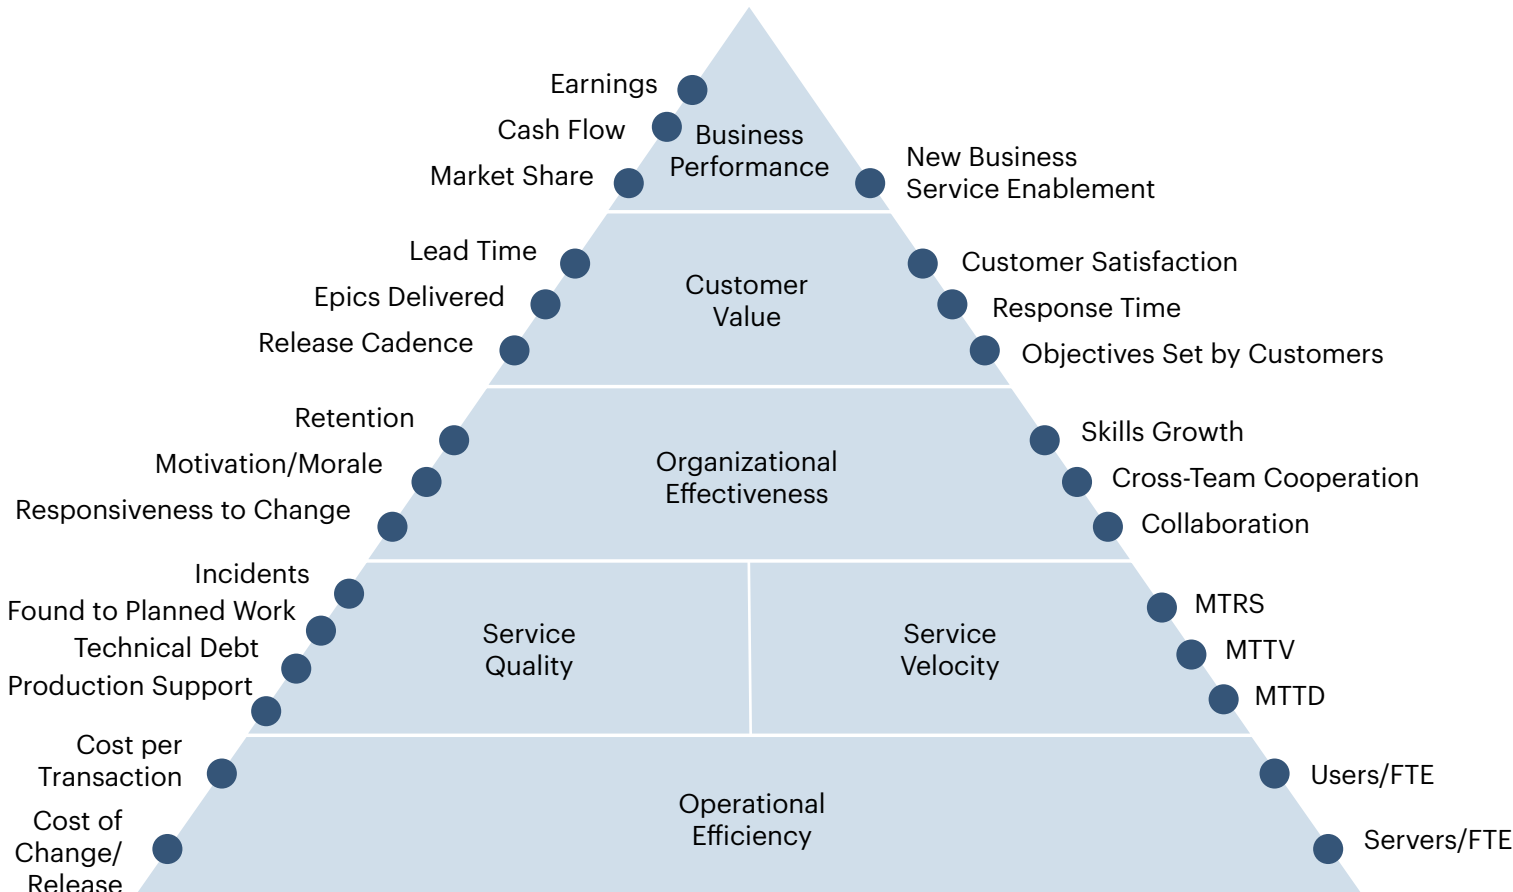 Earnings
Cash Flow
Market Share
Business
Performance
New Business
Service Enablement
Lead Time
Epics Delivered
Release Cadence
Customer
Value
Customer Satisfaction
Response Time
Objectives Set by Customers
Retention
Motivation/Morale
Responsiveness to Change
Organizational
Effectiveness
Skills Growth
Cross-Team Cooperation
Collaboration
Incidents
Found to Planned Work
Technical Debt
Production Support
Service
Quality
Service
Velocity
MTRS
MTTV
MTTD
Cost per
Transaction
Cost of
Change/
Release
Operational
Efficiency
Users/FTE
Servers/FTE